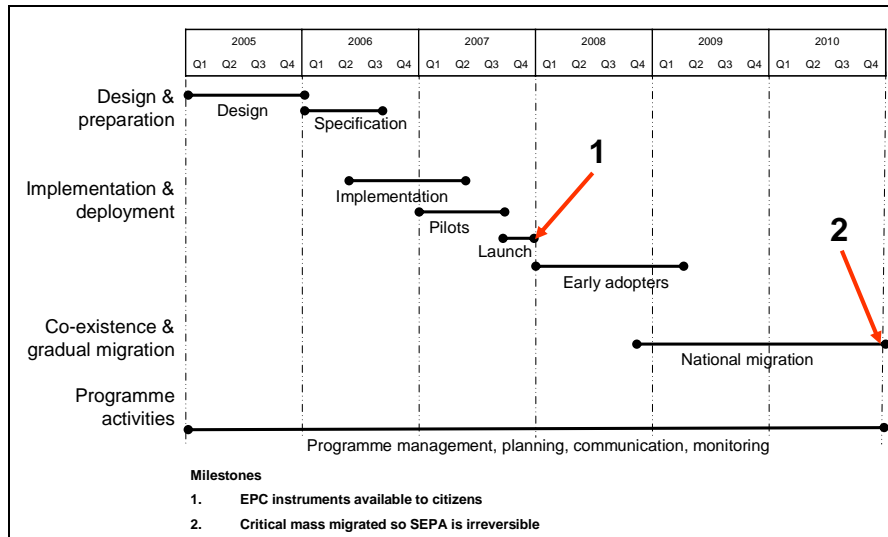 2005 2006 2007 2008 2009 2010
Q1 Q2 Q3 Q4 Q1 Q2 Q3 Q4 Q1 Q2 Q3 Q4 Q1 Q2 Q3 Q4 Q1 Q2 Q3 Q4 Q1 Q2 Q3 Q4
Design &
preparation
Design
Specification
1
Implementation &
deployment
Implementation
Pilots
Launch
Early adopters
2
Co-existence &
gradual migration
National migration
Programme
activities
Programme management, planning, communication, monitoring
Milestones
1. EPC instruments available to citizens
2. Critical mass migrated so SEPA is irreversible